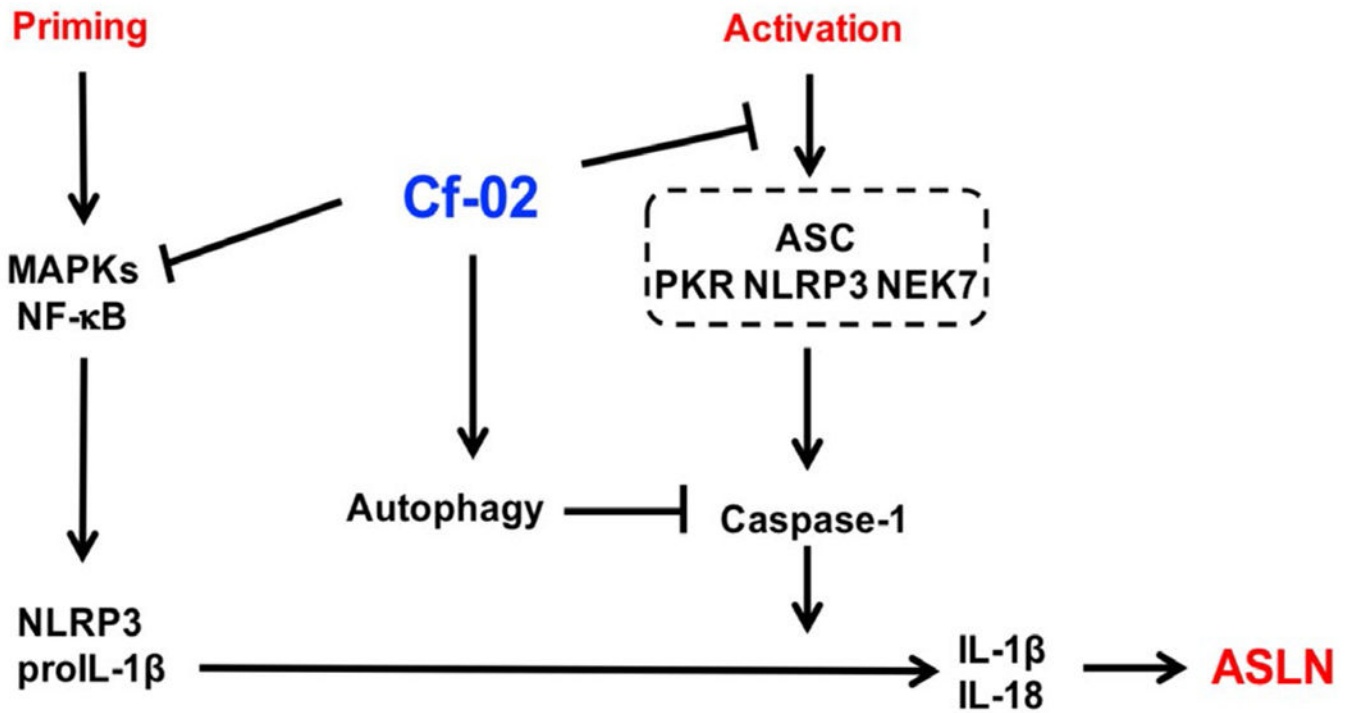 Priming
Activation
Cf-02
MAPKs
NF-κB
ASC
PKR NLRP3 NEK7
Autophagy
Caspase-1
NLRP3
proIL-1β
IL-1β
IL-18
ASLN